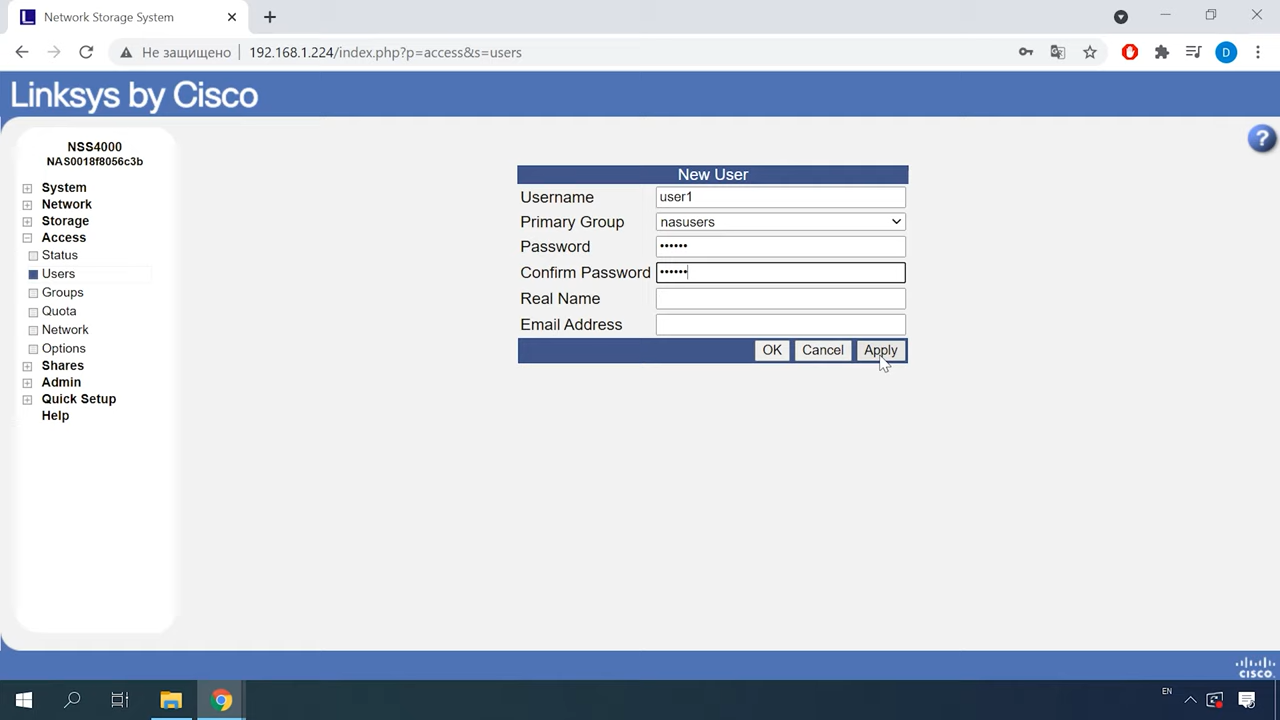 Network Storage System
Не защищено 192.168.1.224/index.php?p=access&s=users
D
Linksys by Cisco
?
NSS4000
NAS0018f8056c3b
System
Network
Storage
Access
Status
Users
Groups
Quota
Network
Options
Shares
Admin
Quick Setup
Help
New User
Username user1
Primary Group nasusers
Password ••••••
Confirm Password ••••••
Real Name
Email Address
OK Cancel Apply
CISCO
EN